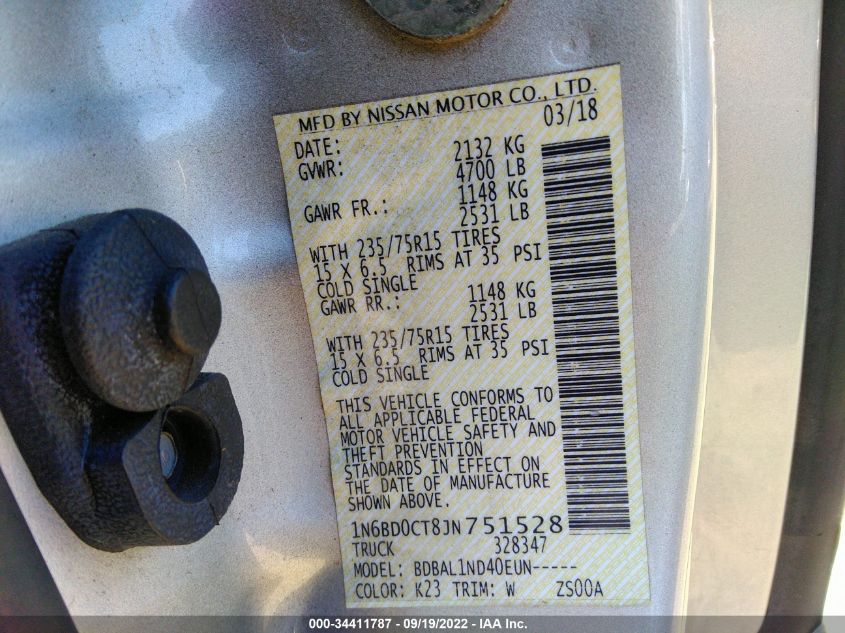 MFD BY NISSAN MOTOR CO., LTD.
DATE: 03/18
GVWR: 2132 KG
4700 LB
GAWR FR.: 1148 KG
2531 LB
WITH 235/75R15 TIRES
15 X 6.5 RIMS AT 35 PSI
COLD SINGLE
GAWR RR.: 1148 KG
2531 LB
WITH 235/75R15 TIRES
15 X 6.5 RIMS AT 35 PSI
COLD SINGLE
THIS VEHICLE CONFORMS TO
ALL APPLICABLE FEDERAL
MOTOR VEHICLE SAFETY AND
THEFT PREVENTION
STANDARDS IN EFFECT ON
THE DATE OF MANUFACTURE
SHOWN ABOVE.
1N6BD0CT8JN751528
TRUCK 328347
MODEL: BDBAL1ND40EUN-----
COLOR: K23 TRIM: W ZS00A
000-34411787 - 09/19/2022 - IAA Inc.